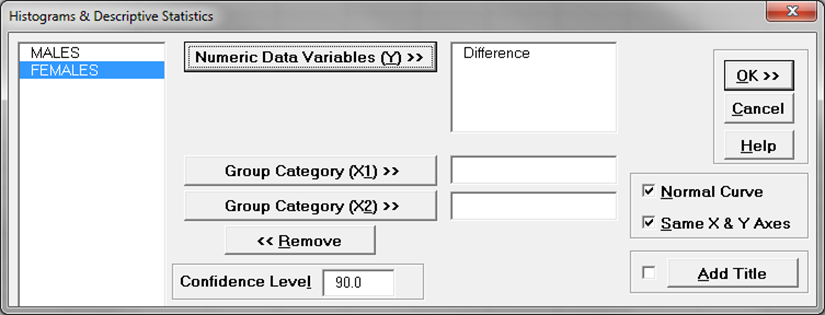 Histograms & Descriptive Statistics
MALES
FEMALES
Numeric Data Variables (Y) >>
Difference
OK >>
Cancel
Help
Group Category (X1) >>
Group Category (X2) >>
<< Remove
Normal Curve
Same X & Y Axes
Confidence Level
90.0
Add Title